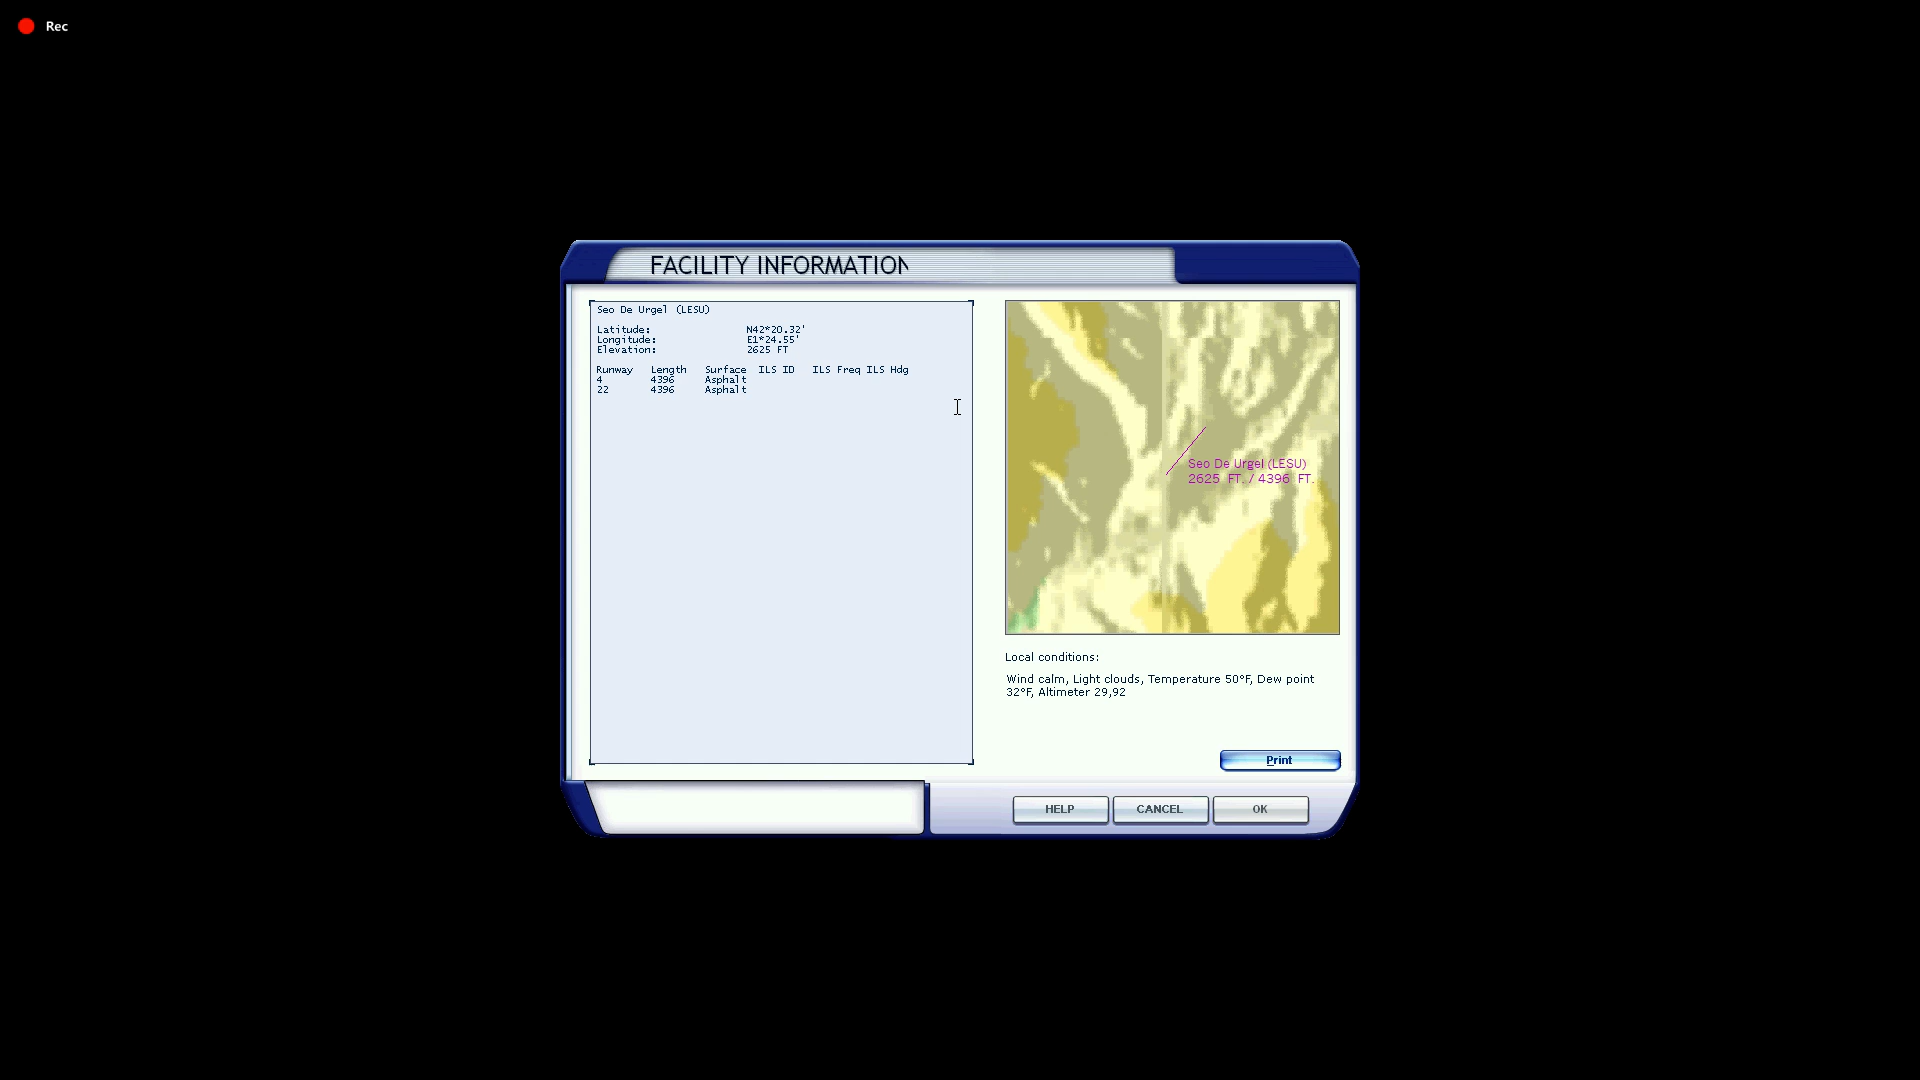 Rec
FACILITY INFORMATION
Seo De Urgel (LESU)
Latitude: N42*20.32'
Longitude: E1*24.55'
Elevation: 2625 FT
Runway Length Surface ILS ID ILS Freq ILS Hdg
4 4396 Asphalt
22 4396 Asphalt
Seo De Urgel (LESU)
2625 FT. / 4396 FT.
Local conditions:
Wind calm, Light clouds, Temperature 50°F, Dew point
32°F, Altimeter 29,92
Print
HELP CANCEL OK